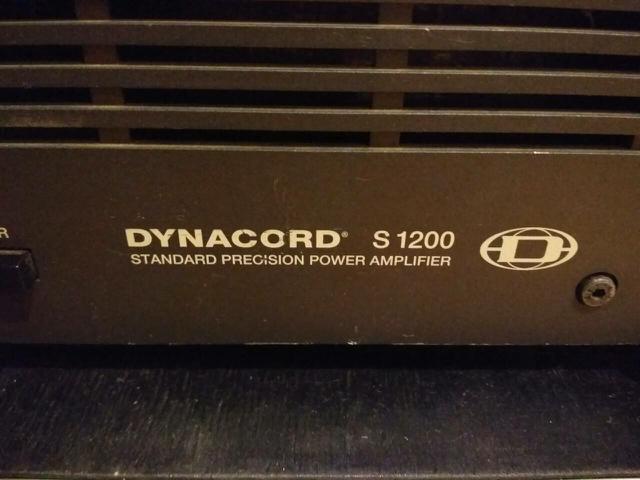 DYNACORD® S 1200
STANDARD PRECISION POWER AMPLIFIER
D